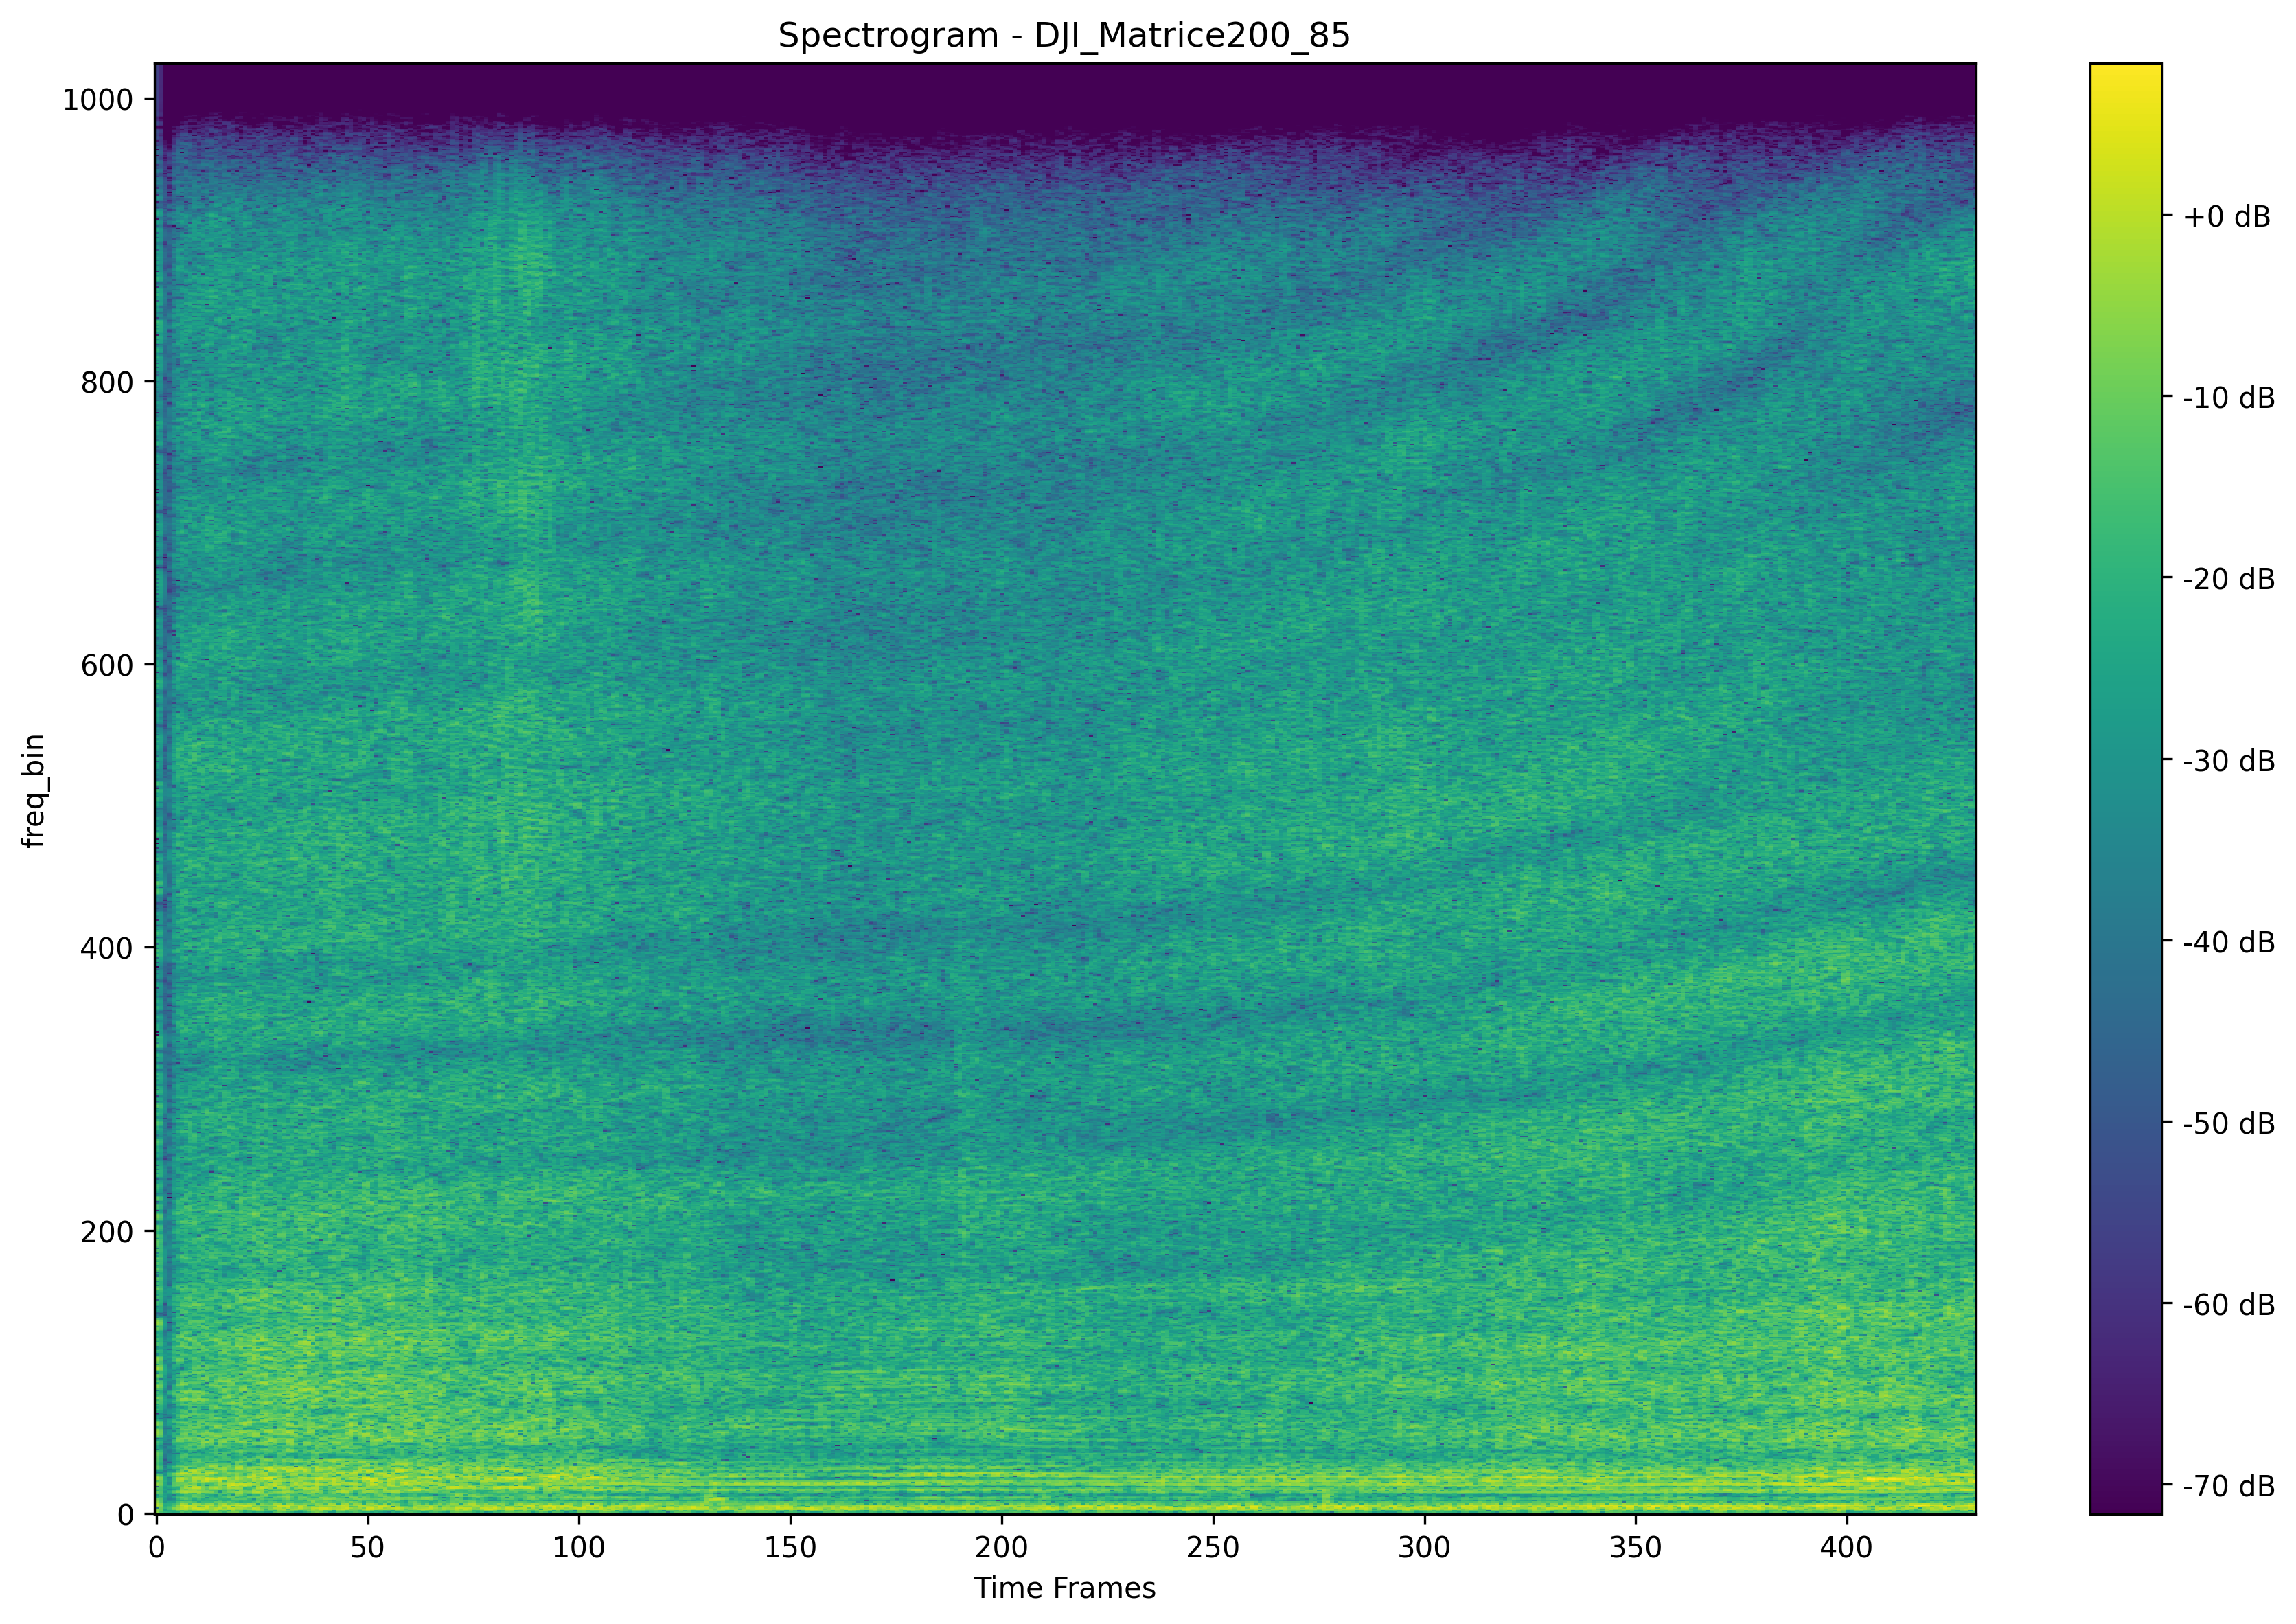 Spectrogram - DJI_Matrice200_85
freq_bin
1000
800
600
400
200
0
0 50 100 150 200 250 300 350 400
Time Frames
+0 dB
-10 dB
-20 dB
-30 dB
-40 dB
-50 dB
-60 dB
-70 dB